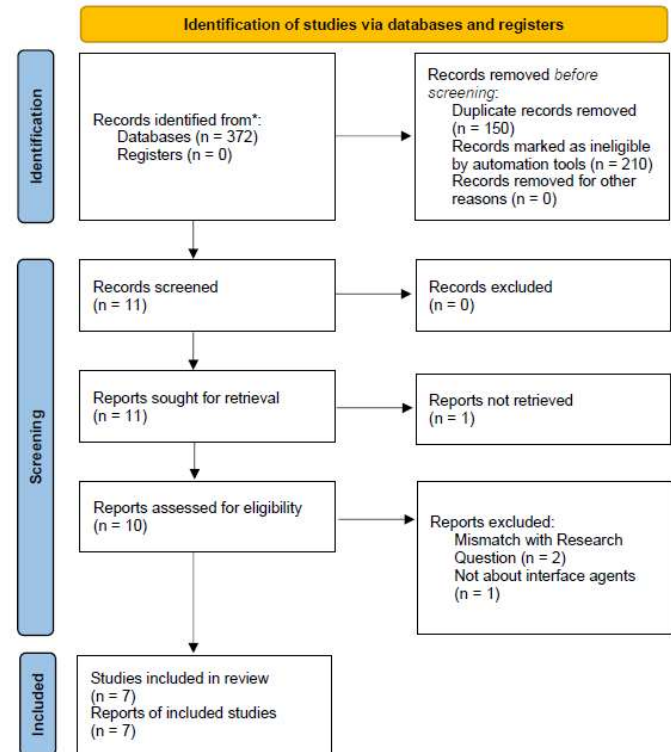 Identification of studies via databases and registers
Identification
Records identified from*:
Databases (n = 372)
Registers (n = 0)
Records removed before
screening:
Duplicate records removed
(n = 150)
Records marked as ineligible
by automation tools (n = 210)
Records removed for other
reasons (n = 0)
Screening
Records screened
(n = 11)
Records excluded
(n = 0)
Reports sought for retrieval
(n = 11)
Reports not retrieved
(n = 1)
Reports assessed for eligibility
(n = 10)
Reports excluded:
Mismatch with Research
Question (n = 2)
Not about interface agents
(n = 1)
Included
Studies included in review
(n = 7)
Reports of included studies
(n = 7)